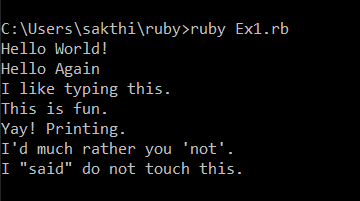 C:\Users\sakthi\ruby>ruby Ex1.rb
Hello World!
Hello Again
I like typing this.
This is fun.
Yay! Printing.
I'd much rather you 'not'.
I "said" do not touch this.